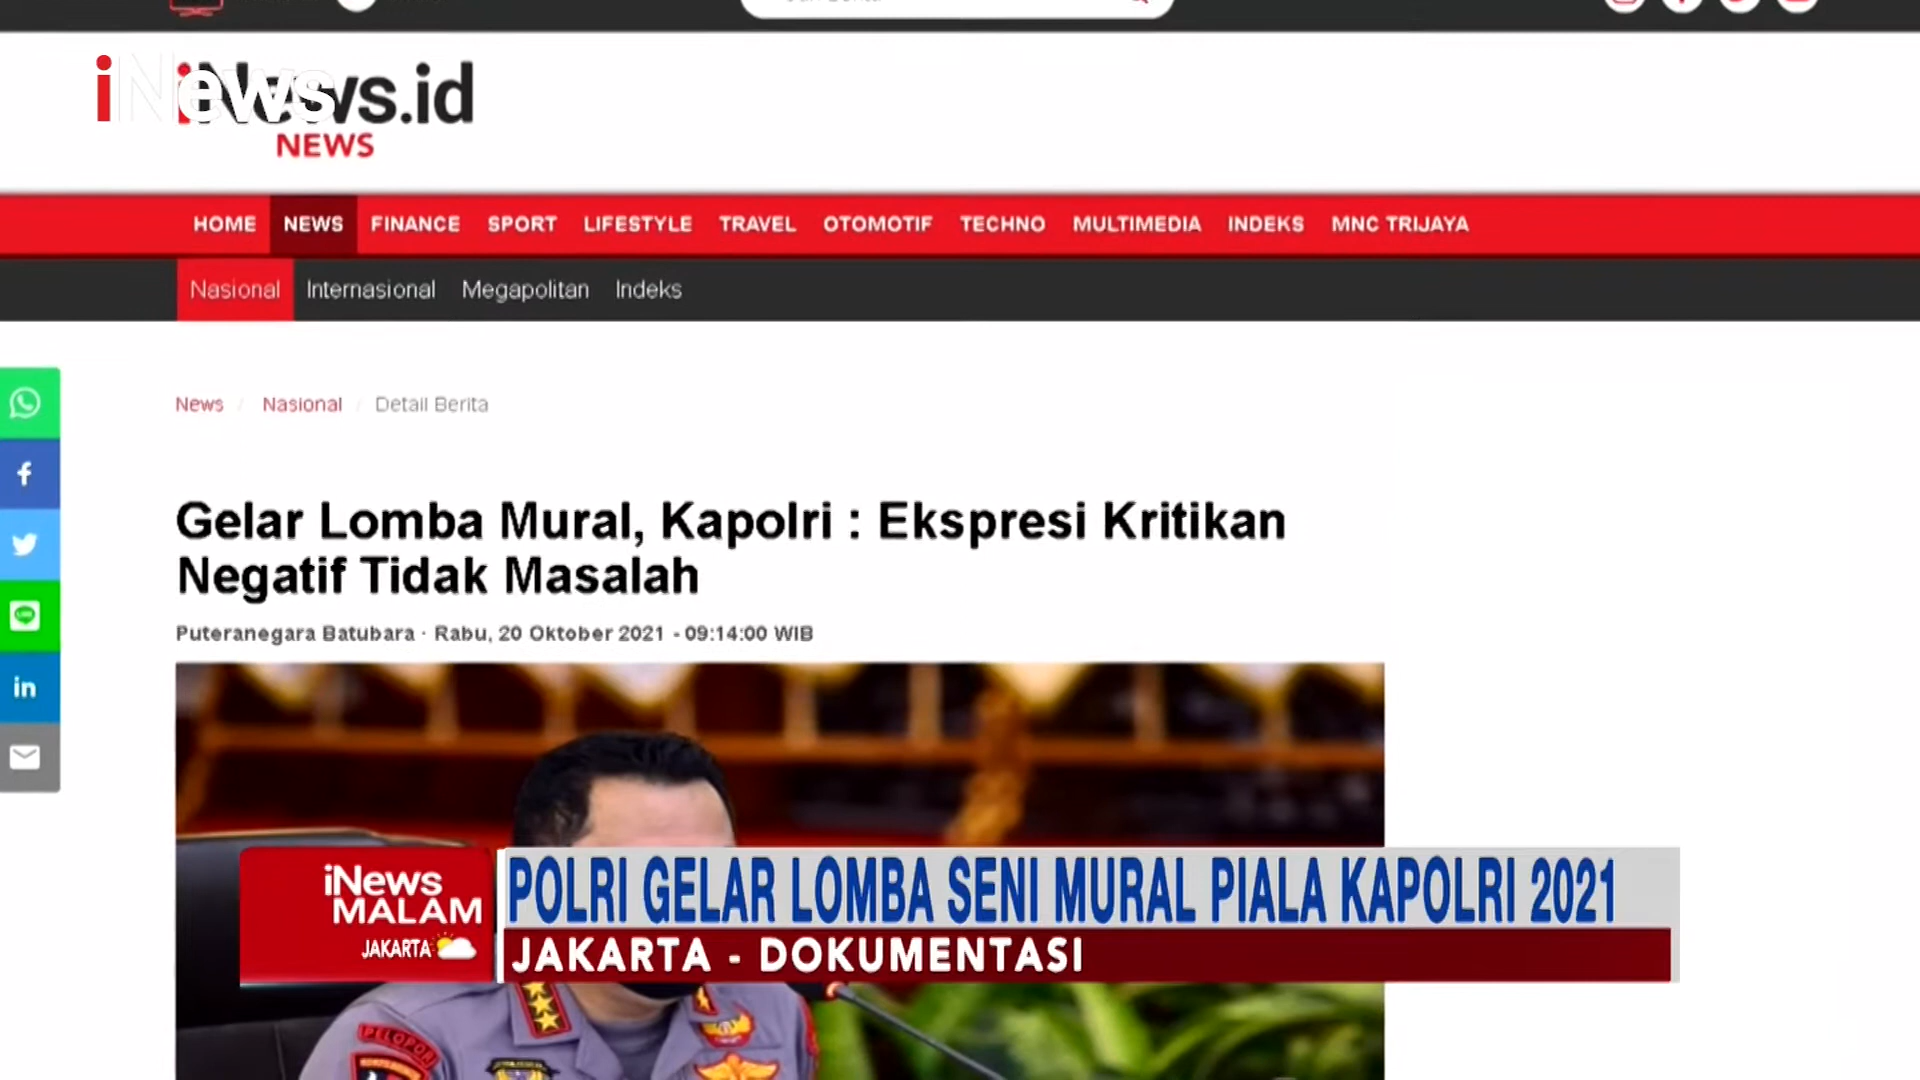 iNews
iNews.id
NEWS
HOME NEWS FINANCE SPORT LIFESTYLE TRAVEL OTOMOTIF TECHNO MULTIMEDIA INDEKS MNC TRIJAYA
Nasional Internasional Megapolitan Indeks
News / Nasional / Detail Berita
Gelar Lomba Mural, Kapolri : Ekspresi Kritikan
Negatif Tidak Masalah
Puteranegara Batubara · Rabu, 20 Oktober 2021 - 09:14:00 WIB
iNews
MALAM
JAKARTA
POLRI GELAR LOMBA SENI MURAL PIALA KAPOLRI 2021
JAKARTA - DOKUMENTASI
PELOPOR